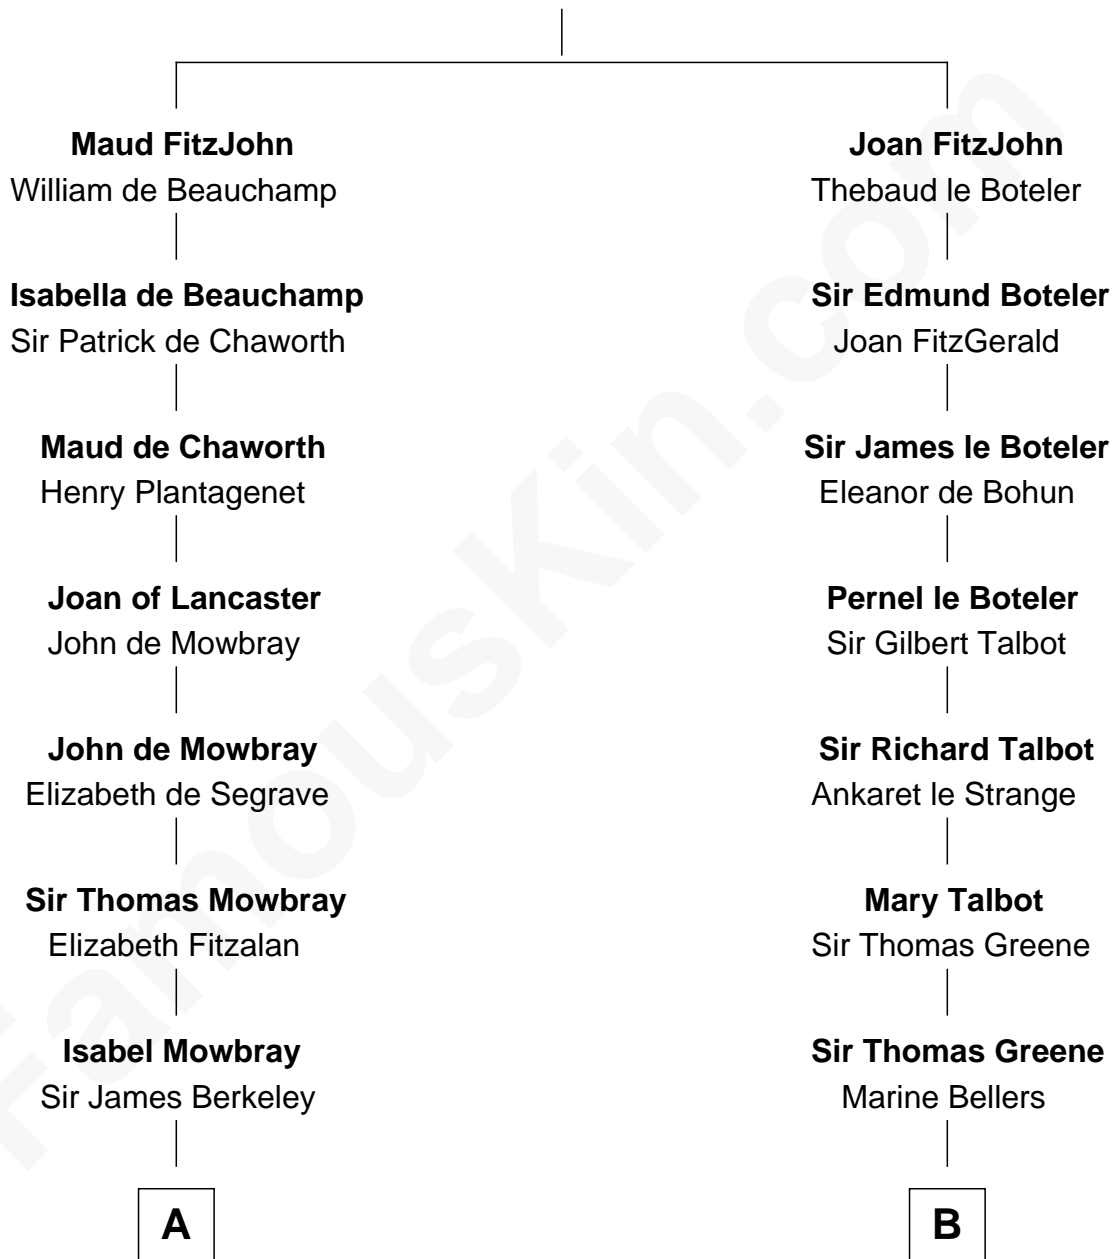 Maud FitzJohn
William de Beauchamp
Isabella de Beauchamp
Sir Patrick de Chaworth
Maud de Chaworth
Henry Plantagenet
Joan of Lancaster
John de Mowbray
John de Mowbray
Elizabeth de Segrave
Sir Thomas Mowbray
Elizabeth Fitzalan
Isabel Mowbray
Sir James Berkeley
A
Joan FitzJohn
Thebaud le Boteler
Sir Edmund Boteler
Joan FitzGerald
Sir James le Boteler
Eleanor de Bohun
Pernel le Boteler
Sir Gilbert Talbot
Sir Richard Talbot
Ankaret le Strange
Mary Talbot
Sir Thomas Greene
Sir Thomas Greene
Marine Bellers
B
FamousKin.com